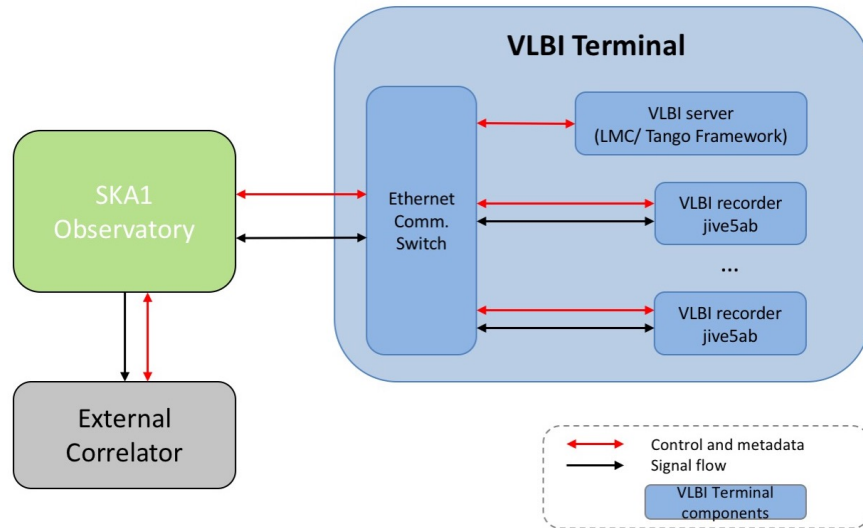 VLBI Terminal
VLBI server
(LMC/ Tango Framework)
SKA1
Observatory
Ethernet
Comm.
Switch
VLBI recorder
jive5ab
...
VLBI recorder
jive5ab
External
Correlator
Control and metadata
Signal flow
VLBI Terminal
components